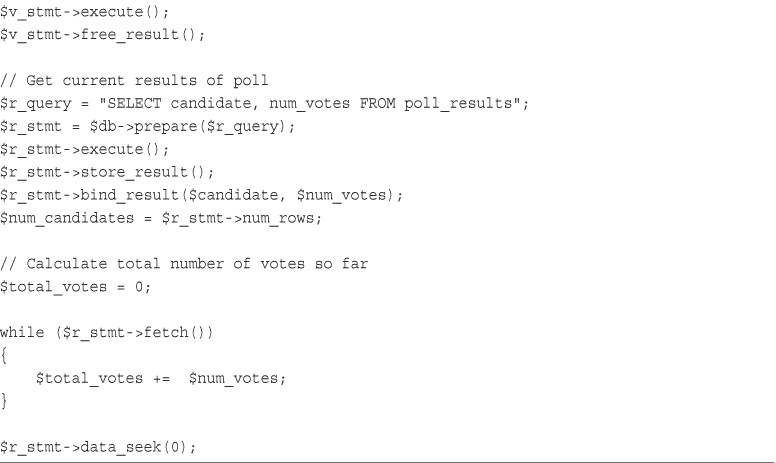 $v_stmt->execute();
$v_stmt->free_result();
// Get current results of poll
$r_query = "SELECT candidate, num_votes FROM poll_results";
$r_stmt = $db->prepare($r_query);
$r_stmt->execute();
$r_stmt->store_result();
$r_stmt->bind_result($candidate, $num_votes);
$num_candidates = $r_stmt->num_rows;
// Calculate total number of votes so far
$total_votes = 0;
while ($r_stmt->fetch())
{
    $total_votes +=  $num_votes;
}
$r_stmt->data_seek(0);